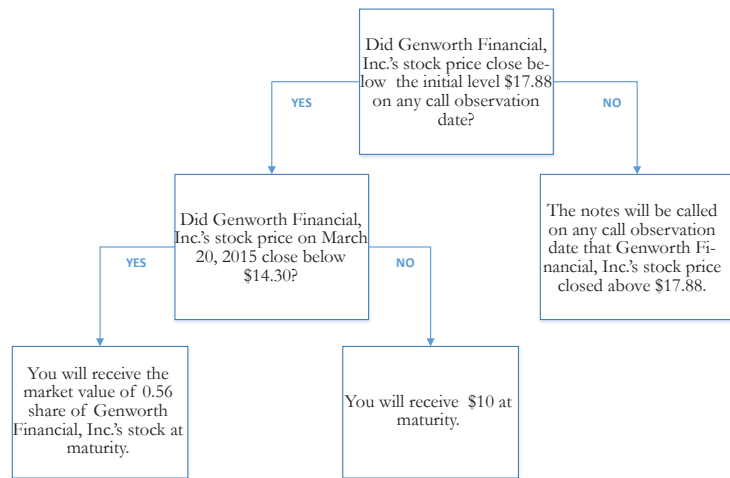 Did Genworth Financial,
Inc.'s stock price close be-
low the initial level $17.88
on any call observation
date?
YES
NO
Did Genworth Financial,
Inc.'s stock price on March
20, 2015 close below
$14.30?
The notes will be called
on any call observation
date that Genworth Fi-
nancial, Inc.'s stock price
closed above $17.88.
YES
NO
You will receive the
market value of 0.56
share of Genworth
Financial, Inc.'s stock at
maturity.
You will receive $10 at
maturity.